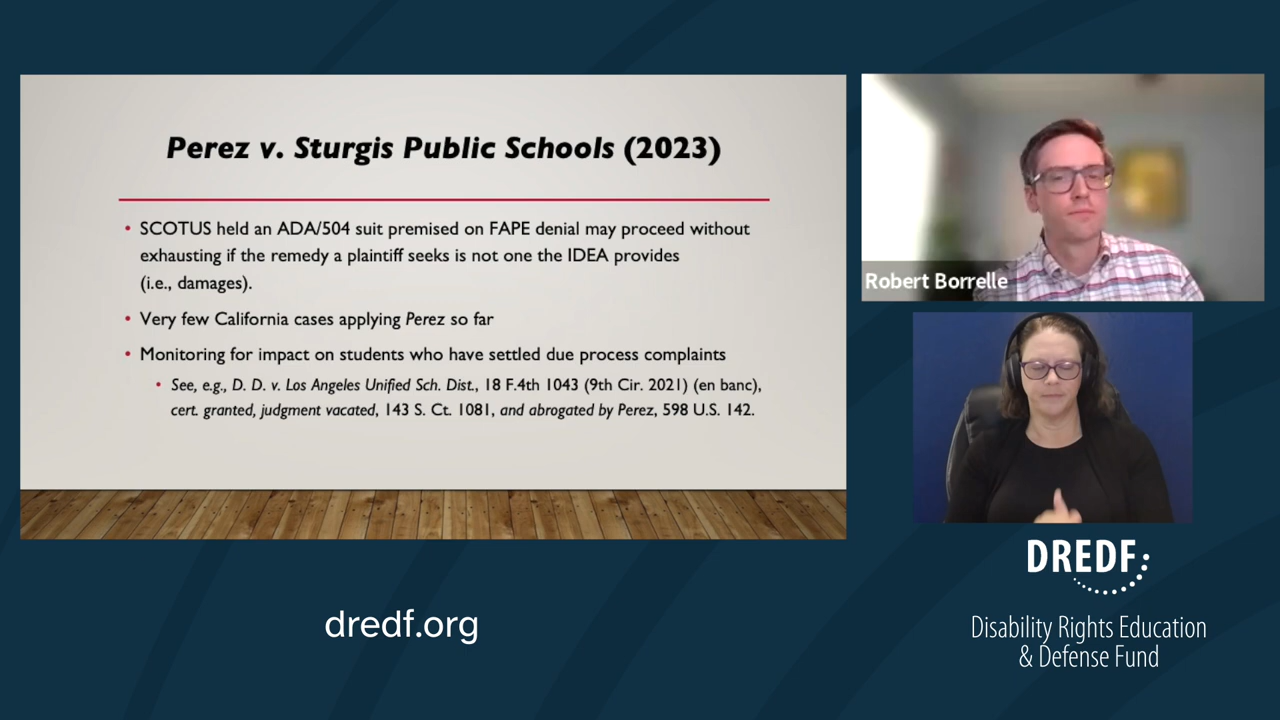 Perez v. Sturgis Public Schools (2023)
• SCOTUS held an ADA/504 suit premised on FAPE denial may proceed without
exhausting if the remedy a plaintiff seeks is not one the IDEA provides
(i.e., damages).
• Very few California cases applying Perez so far
• Monitoring for impact on students who have settled due process complaints
• See, e.g., D. D. v. Los Angeles Unified Sch. Dist., 18 F.4th 1043 (9th Cir. 2021) (en banc),
cert. granted, judgment vacated, 143 S. Ct. 1081, and abrogated by Perez, 598 U.S. 142.
Robert Borrelle
DREDF
Disability Rights Education
& Defense Fund
dredf.org